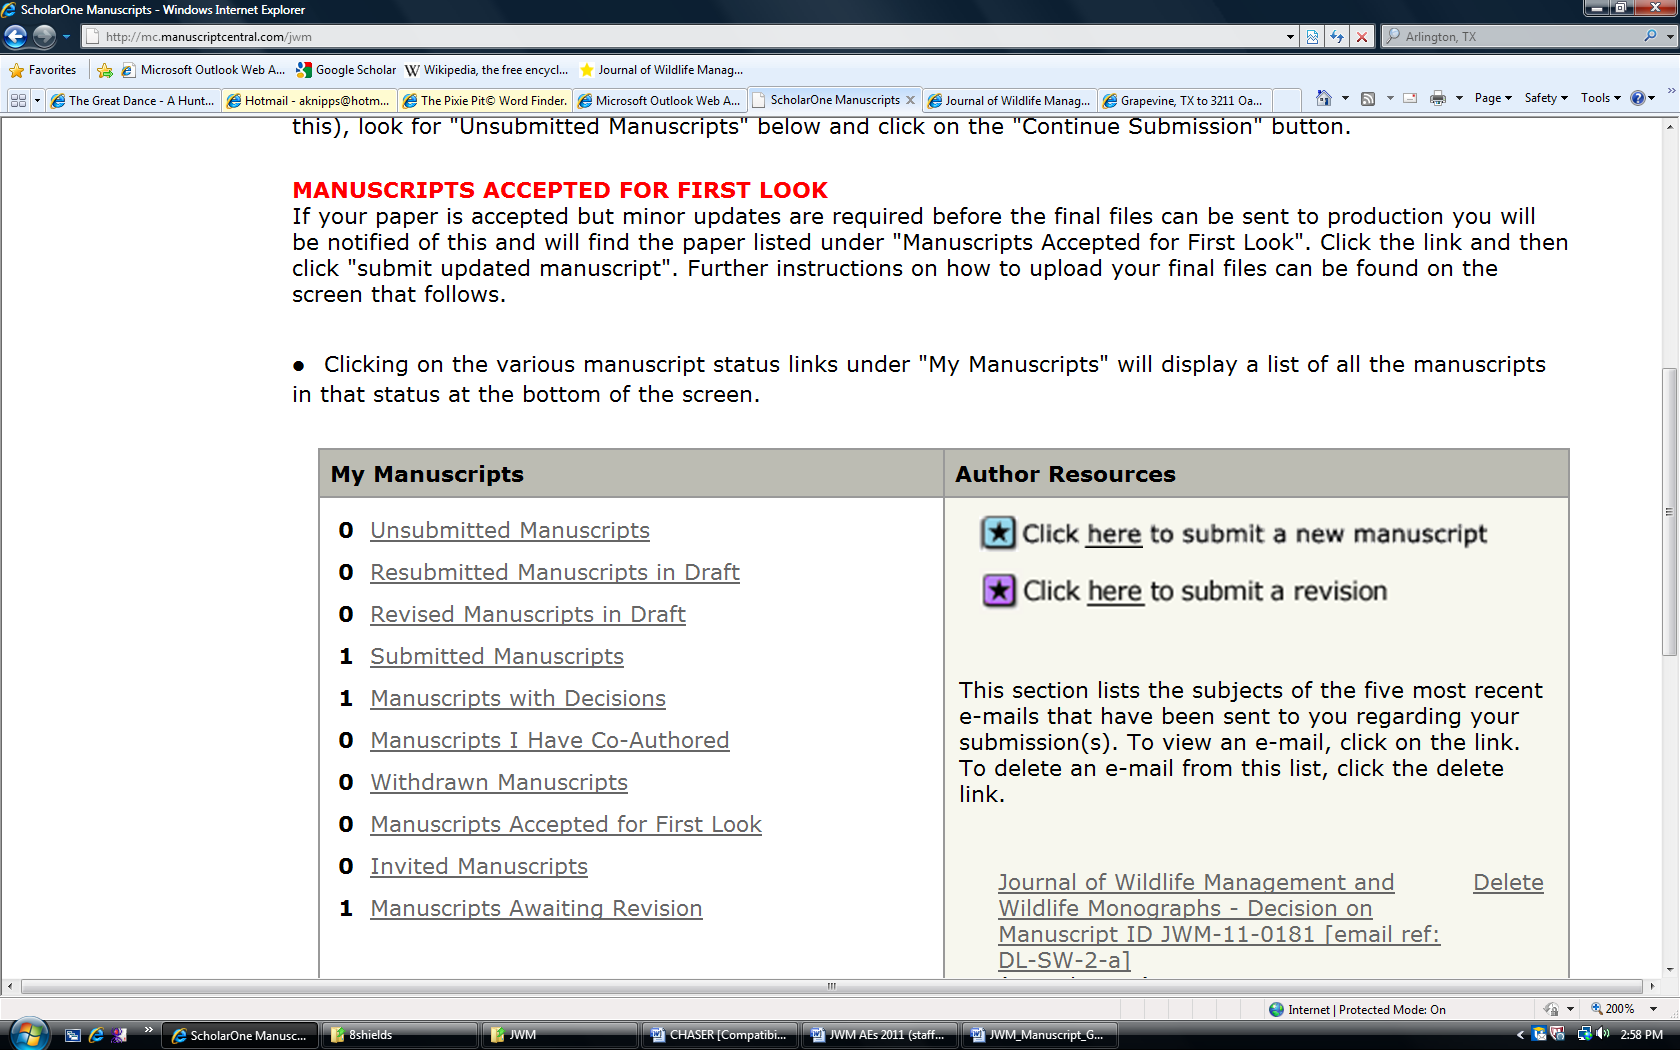 ScholarOne Manuscripts - Windows Internet Explorer
http://mc.manuscriptcentral.com/jwm
Arlington, TX
Favorites
Microsoft Outlook Web A...
Google Scholar
Wikipedia, the free encycl...
Journal of Wildlife Manag...
The Great Dance - A Hunt...
Hotmail - aknipps@hotm...
The Pixie Pit© Word Finder.
Microsoft Outlook Web A...
ScholarOne Manuscripts
Journal of Wildlife Manag...
Grapevine, TX to 3211 Oa...
Page
Safety
Tools
this), look for "Unsubmitted Manuscripts" below and click on the "Continue Submission" button.
MANUSCRIPTS ACCEPTED FOR FIRST LOOK
If your paper is accepted but minor updates are required before the final files can be sent to production you will
be notified of this and will find the paper listed under "Manuscripts Accepted for First Look". Click the link and then
click "submit updated manuscript". Further instructions on how to upload your final files can be found on the
screen that follows.
● Clicking on the various manuscript status links under "My Manuscripts" will display a list of all the manuscripts
in that status at the bottom of the screen.
My Manuscripts
0 Unsubmitted Manuscripts
0 Resubmitted Manuscripts in Draft
0 Revised Manuscripts in Draft
1 Submitted Manuscripts
1 Manuscripts with Decisions
0 Manuscripts I Have Co-Authored
0 Withdrawn Manuscripts
0 Manuscripts Accepted for First Look
0 Invited Manuscripts
1 Manuscripts Awaiting Revision
Author Resources
Click here to submit a new manuscript
Click here to submit a revision
This section lists the subjects of the five most recent
e-mails that have been sent to you regarding your
submission(s). To view an e-mail, click on the link.
To delete an e-mail from this list, click the delete
link.
Journal of Wildlife Management and
Wildlife Monographs - Decision on
Manuscript ID JWM-11-0181 [email ref:
DL-SW-2-a]
Delete
Internet | Protected Mode: On
200%
ScholarOne Manusc...
8shields
JWM
CHASER [Compatibi...
JWM AEs 2011 (staff...
JWM_Manuscript_G...
2:58 PM